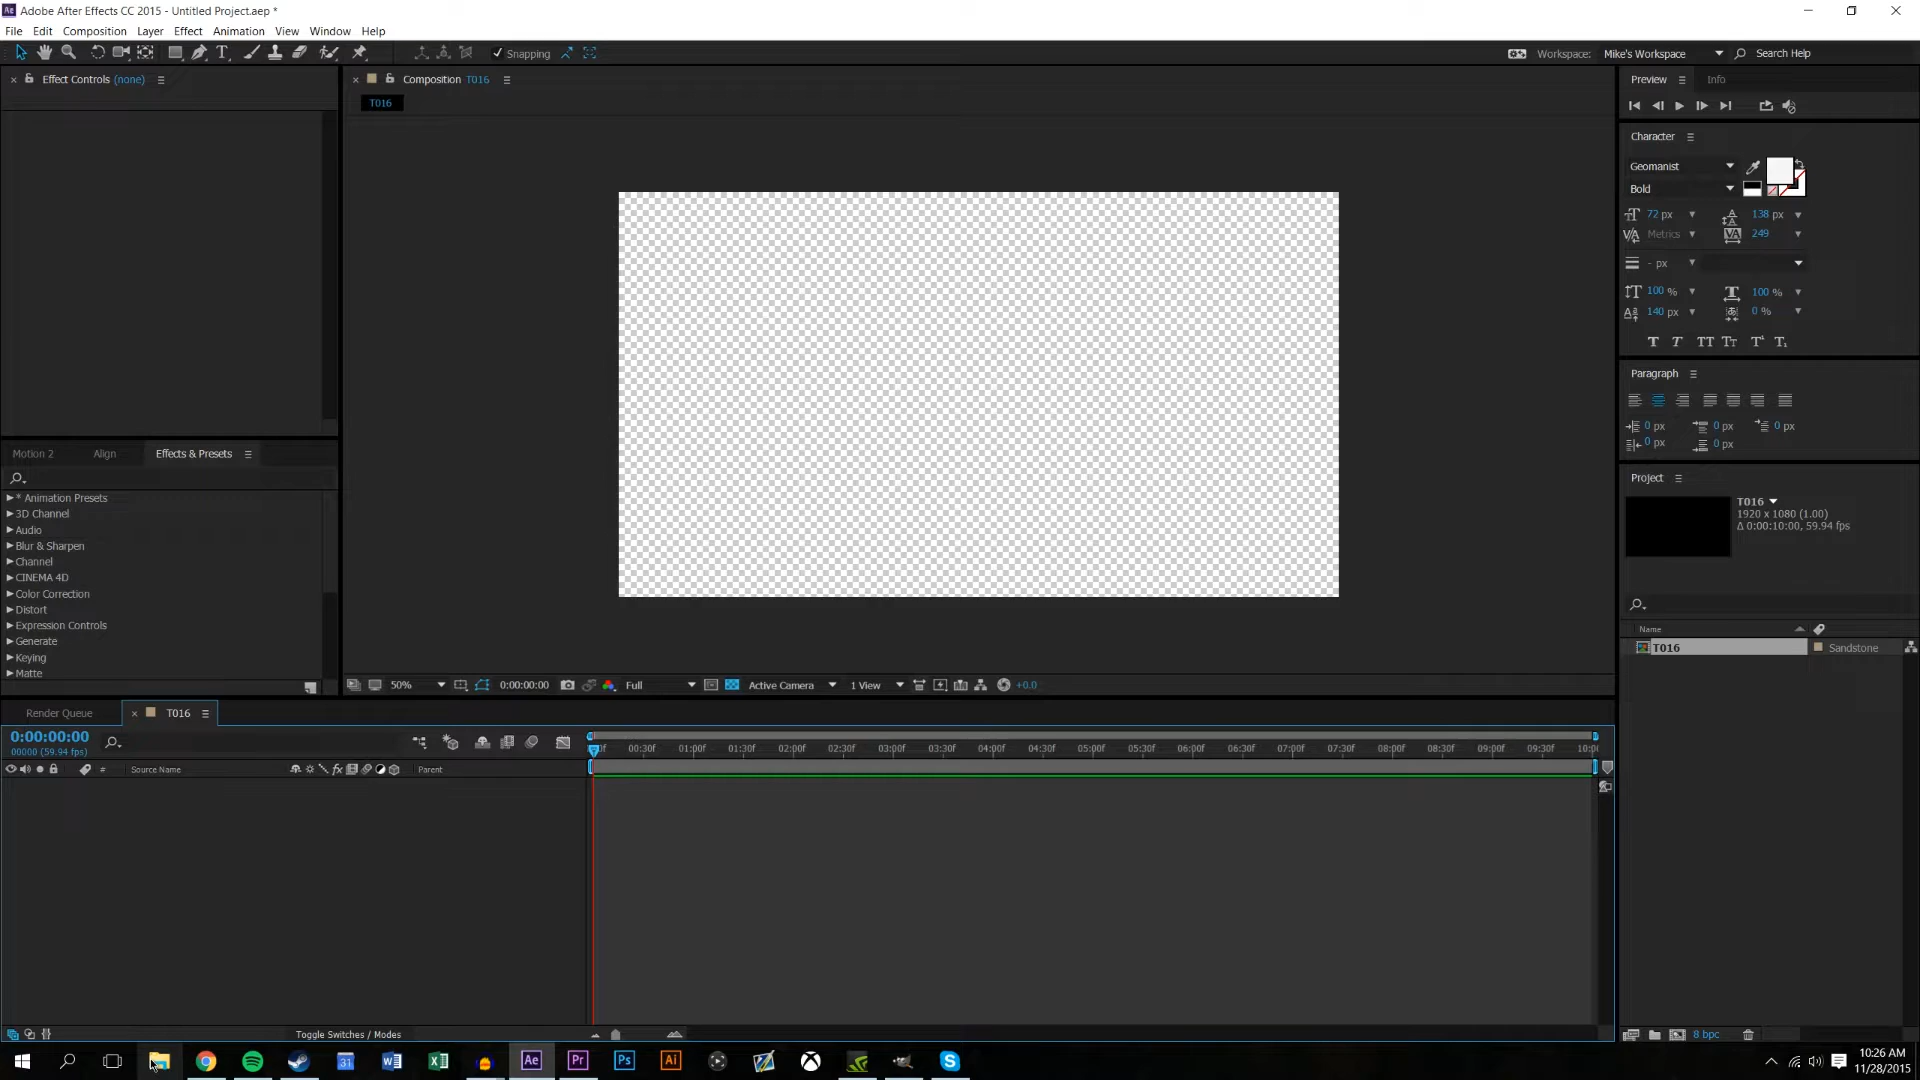 Adobe After Effects CC 2015 - Untitled Project.aep *
File Edit Composition Layer Effect Animation View Window Help
Snapping
Workspace: Mike's Workspace
Search Help
Effect Controls (none)
Composition T016
T016
Preview Info
Character
Geomanist
Bold
72 px 138 px
Metrics 249
- px
100 % 100 %
140 px 0 %
Paragraph
0 px 0 px 0 px
0 px 0 px
Motion 2 Align Effects & Presets
* Animation Presets
3D Channel
Audio
Blur & Sharpen
Channel
CINEMA 4D
Color Correction
Distort
Expression Controls
Generate
Keying
Matte
Project
T016
1920 x 1080 (1.00)
Δ 0:00:10:00, 59.94 fps
Name
T016 Sandstone
50% 0:00:00:00 Full Active Camera 1 View +0.0
Render Queue T016
0:00:00:00
00000 (59.94 fps)
00:30f 01:00f 01:30f 02:00f 02:30f 03:00f 03:30f 04:00f 04:30f 05:00f 05:30f 06:00f 06:30f 07:00f 07:30f 08:00f 08:30f 09:00f 09:30f
# Source Name Parent
Toggle Switches / Modes
8 bpc
10:26 AM
11/28/2015